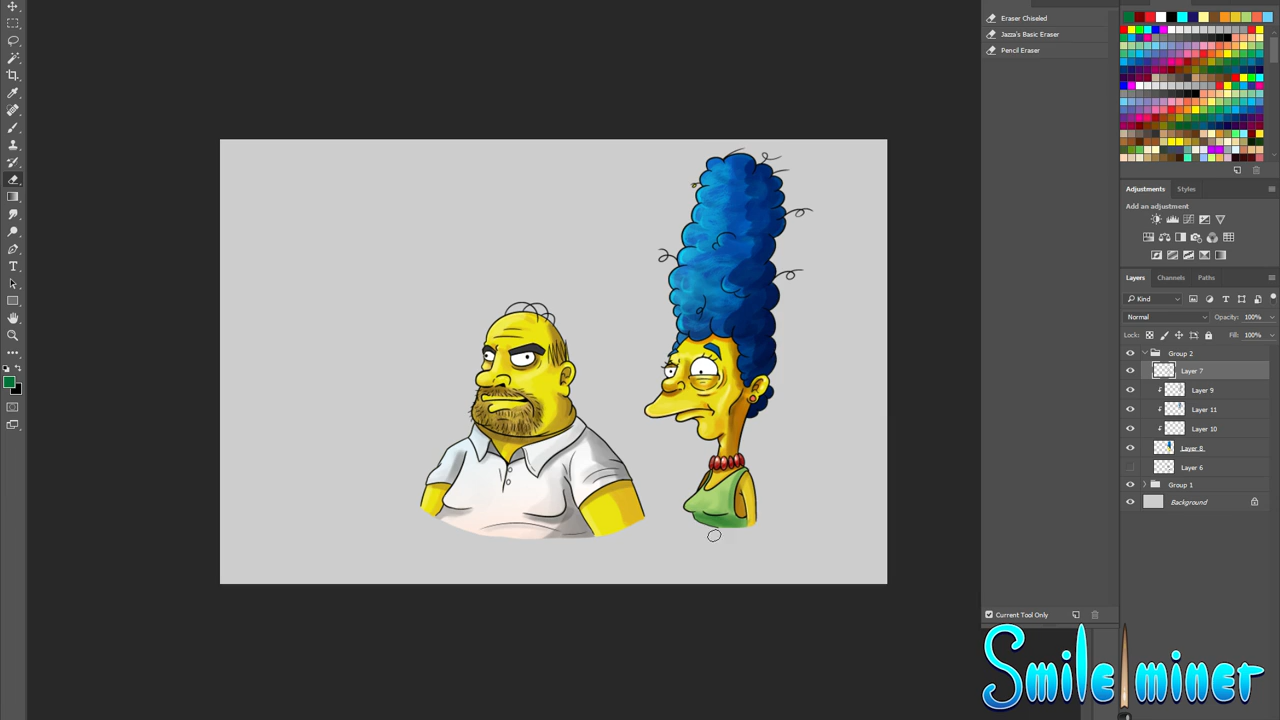 Eraser Chiseled
Jazza's Basic Eraser
Pencil Eraser
Current Tool Only
Adjustments Styles
Add an adjustment
Layers Channels Paths
Kind
Normal Opacity: 100%
Lock: Fill: 100%
Group 2
Layer 7
Layer 9
Layer 11
Layer 10
Layer 8
Layer 6
Group 1
Background
Smile miner